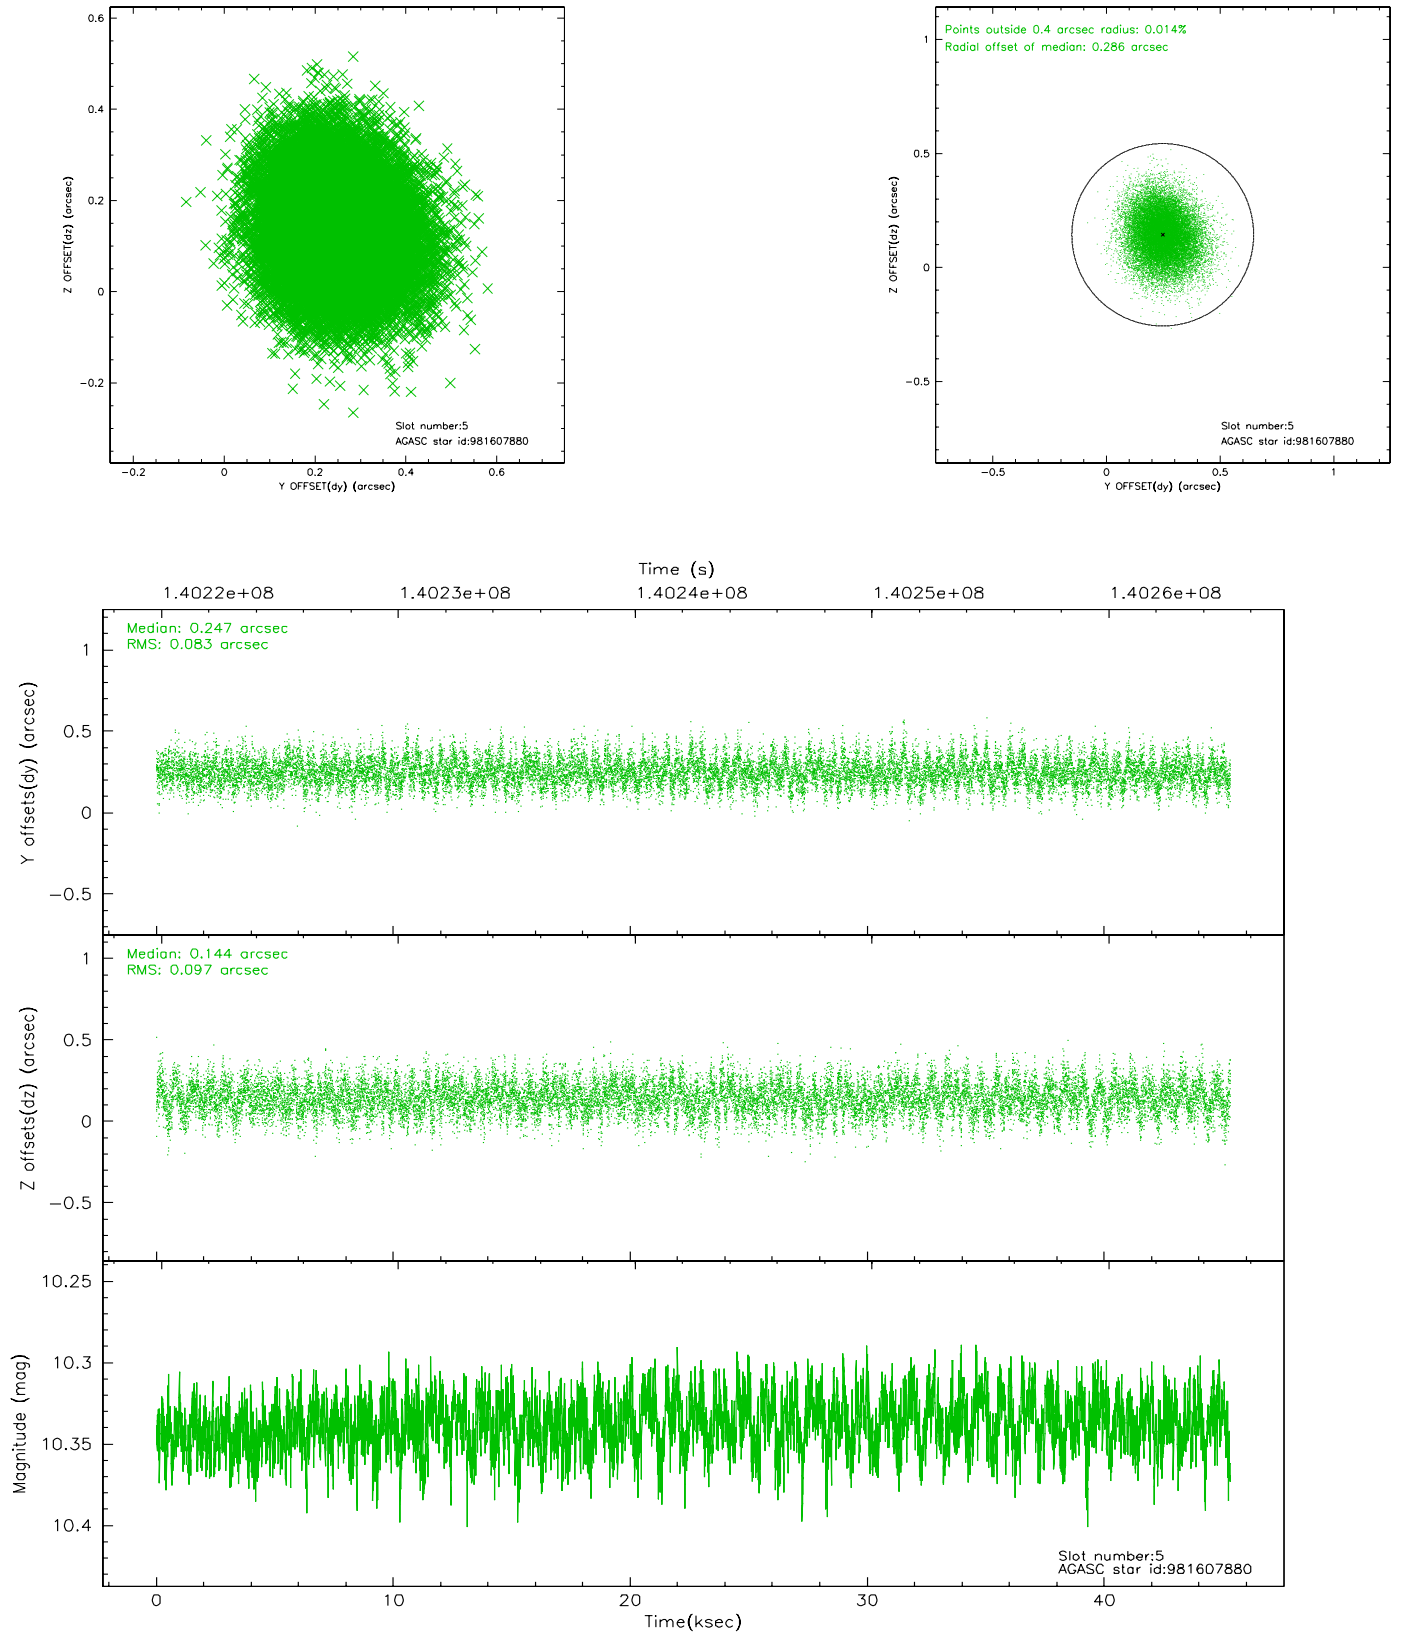 0.6
0.4
0.2
0
−0.2
Z OFFSET(dz) (arcsec)
Slot number:5
AGASC star id:981607880
−0.2 0 0.2 0.4 0.6
Y OFFSET(dy) (arcsec)
Points outside 0.4 arcsec radius: 0.014%
Radial offset of median: 0.286 arcsec
1
0.5
0
−0.5
Z OFFSET(dz) (arcsec)
Slot number:5
AGASC star id:981607880
−0.5 0 0.5 1
Y OFFSET(dy) (arcsec)
Time (s)
1.4022e+08 1.4023e+08 1.4024e+08 1.4025e+08 1.4026e+08
Median: 0.247 arcsec
RMS: 0.083 arcsec
1
0.5
0
−0.5
Y offsets(dy) (arcsec)
Median: 0.144 arcsec
RMS: 0.097 arcsec
1
0.5
0
−0.5
Z offsets(dz) (arcsec)
10.25
10.3
10.35
10.4
Magnitude (mag)
Slot number:5
AGASC star id:981607880
0 10 20 30 40
Time(ksec)